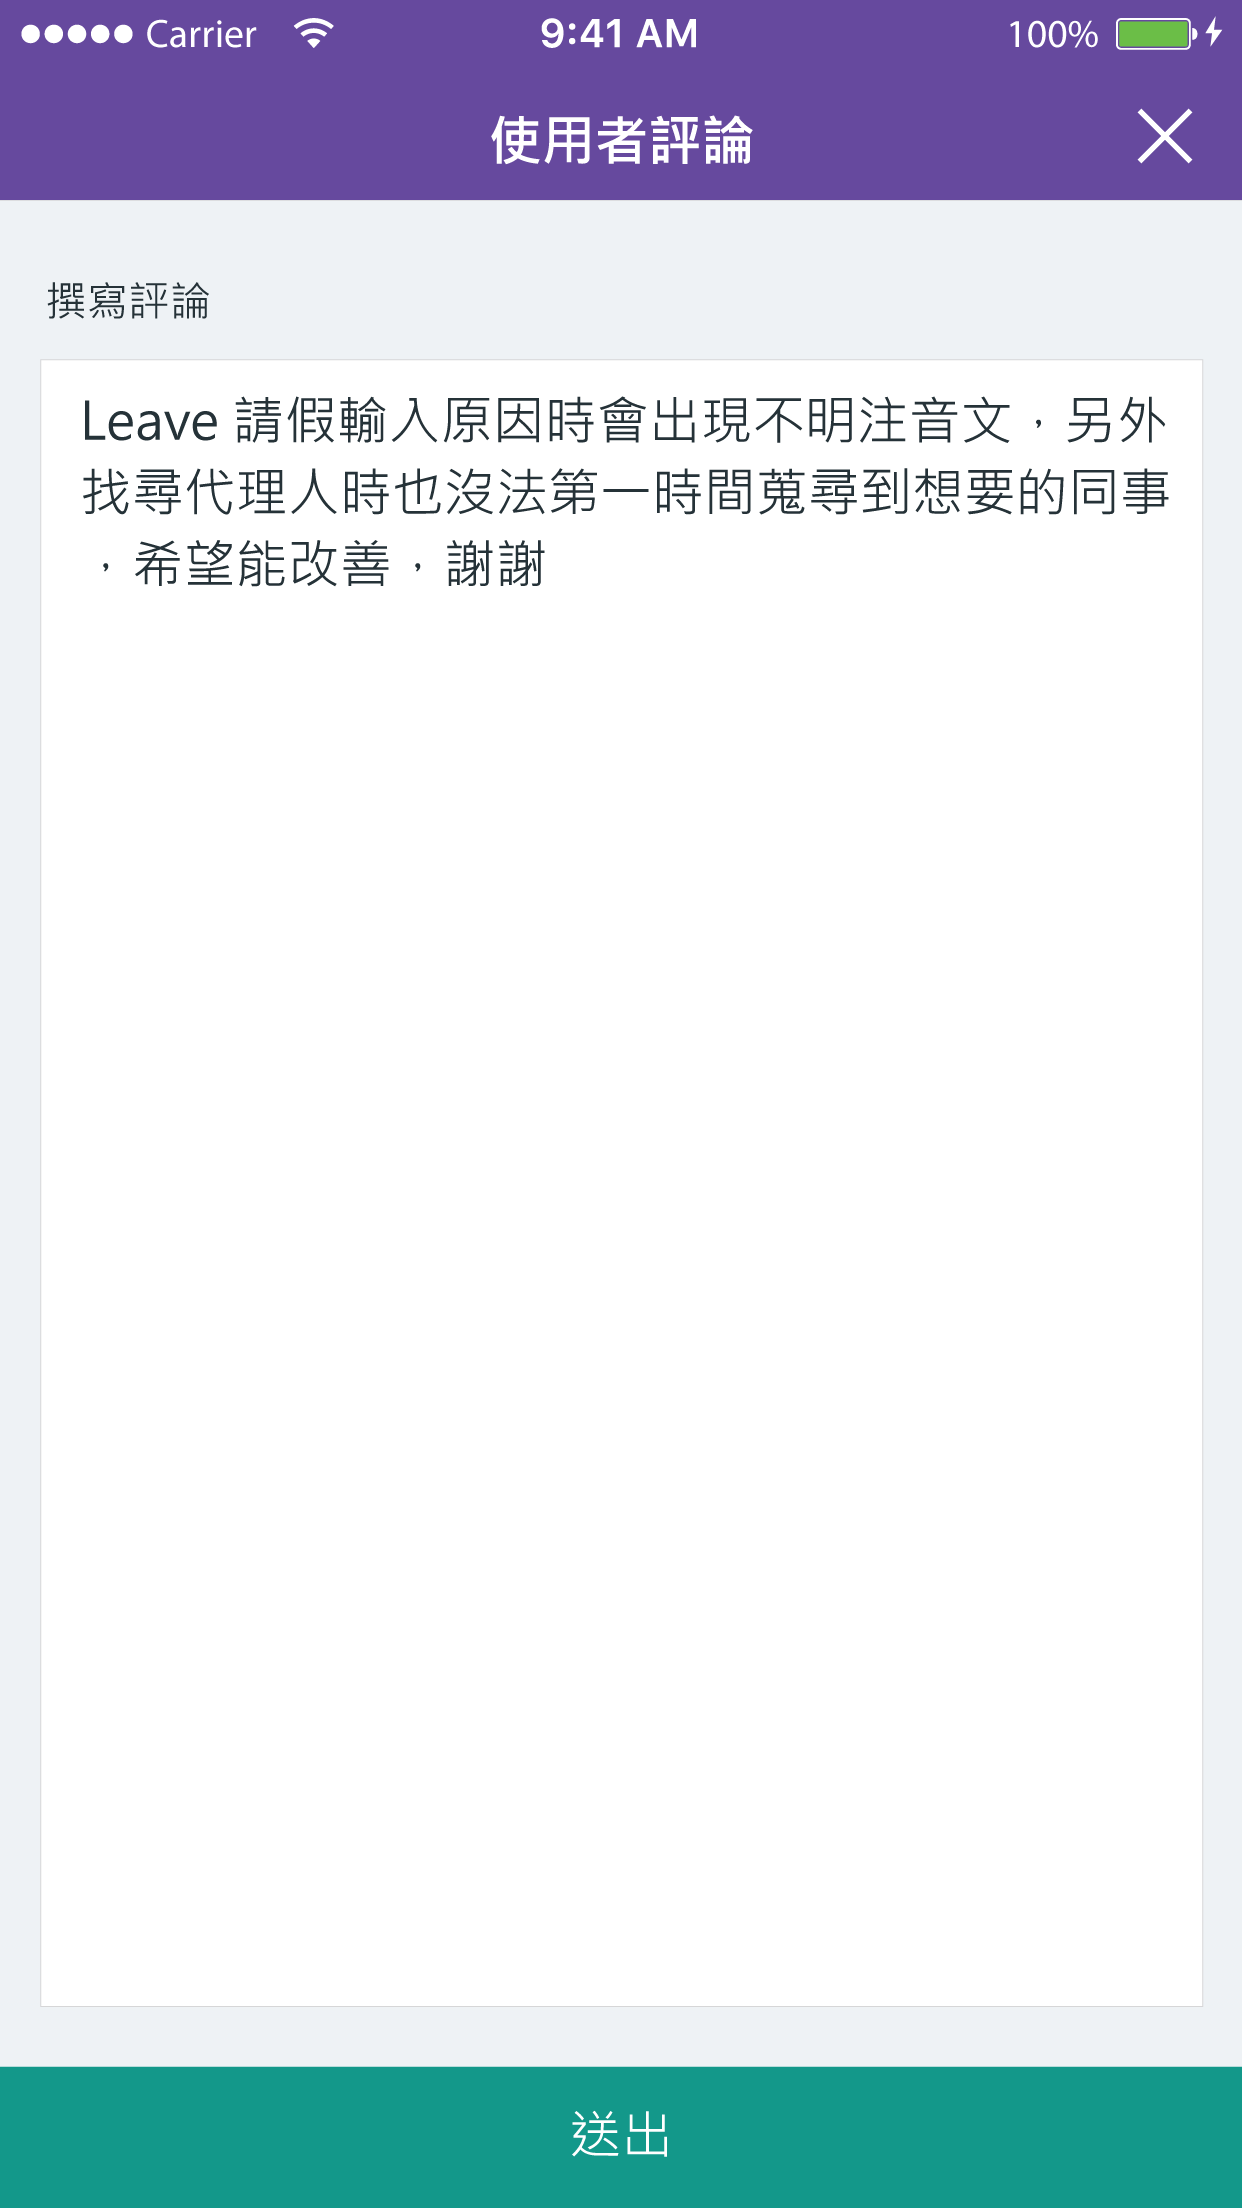 Carrier 9:41 AM 100%
使用者評論
撰寫評論
Leave 請假輸入原因時會出現不明注音文，另外
找尋代理人時也沒法第一時間蒐尋到想要的同事
，希望能改善，謝謝
送出